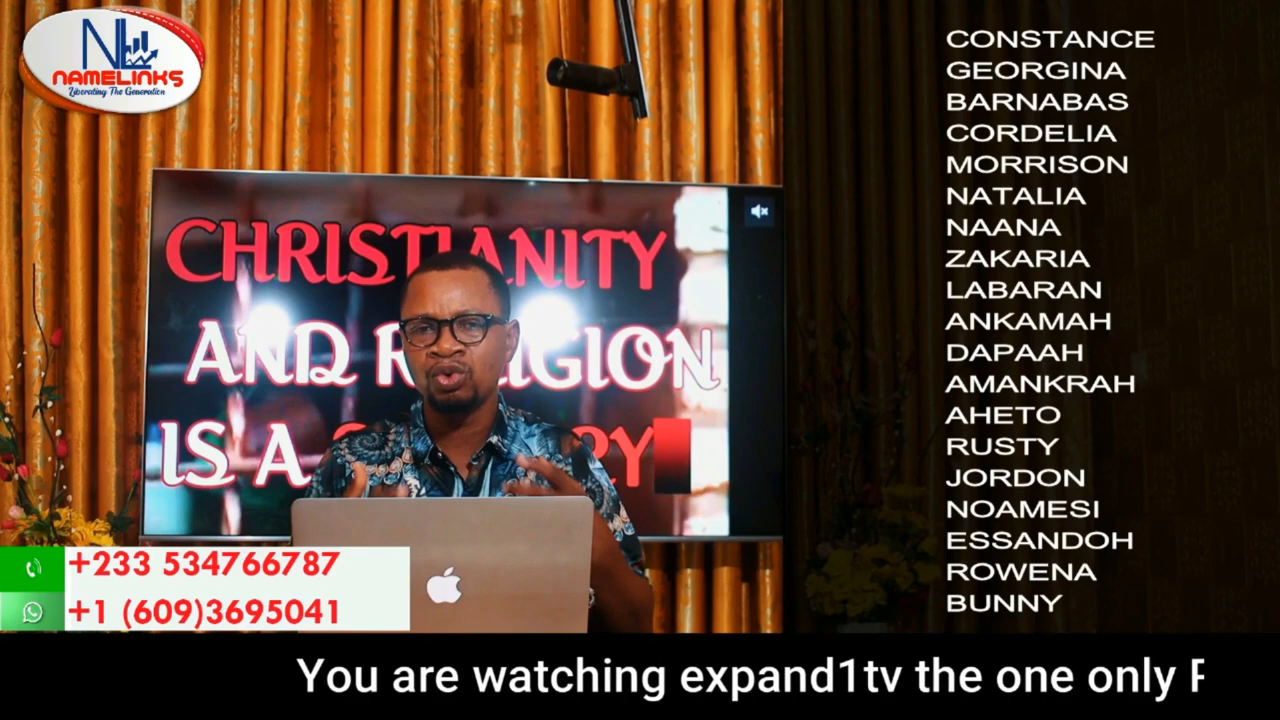 NL
NAMELINKS
Liberating The Generation
CHRISTIANITY
AND RELIGION
IS A
+233 534766787
+1 (609)3695041
CONSTANCE
GEORGINA
BARNABAS
CORDELIA
MORRISON
NATALIA
NAANA
ZAKARIA
LABARAN
ANKAMAH
DAPAAH
AMANKRAH
AHETO
RUSTY
JORDON
NOAMESI
ESSANDOH
ROWENA
BUNNY
You are watching expand1tv the one only